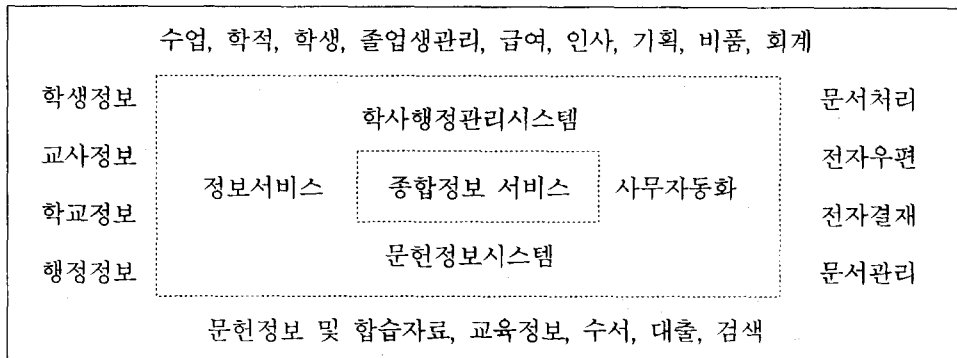 수업, 학적, 학생, 졸업생관리, 급여, 인사, 기획, 비품, 회계
학생정보 문서처리
학사행정관리시스템
교사정보 전자우편
정보서비스 종합정보 서비스 사무자동화
학교정보 전자결재
문헌정보시스템
행정정보 문서관리
문헌정보 및 합습자료, 교육정보, 수서, 대출, 검색